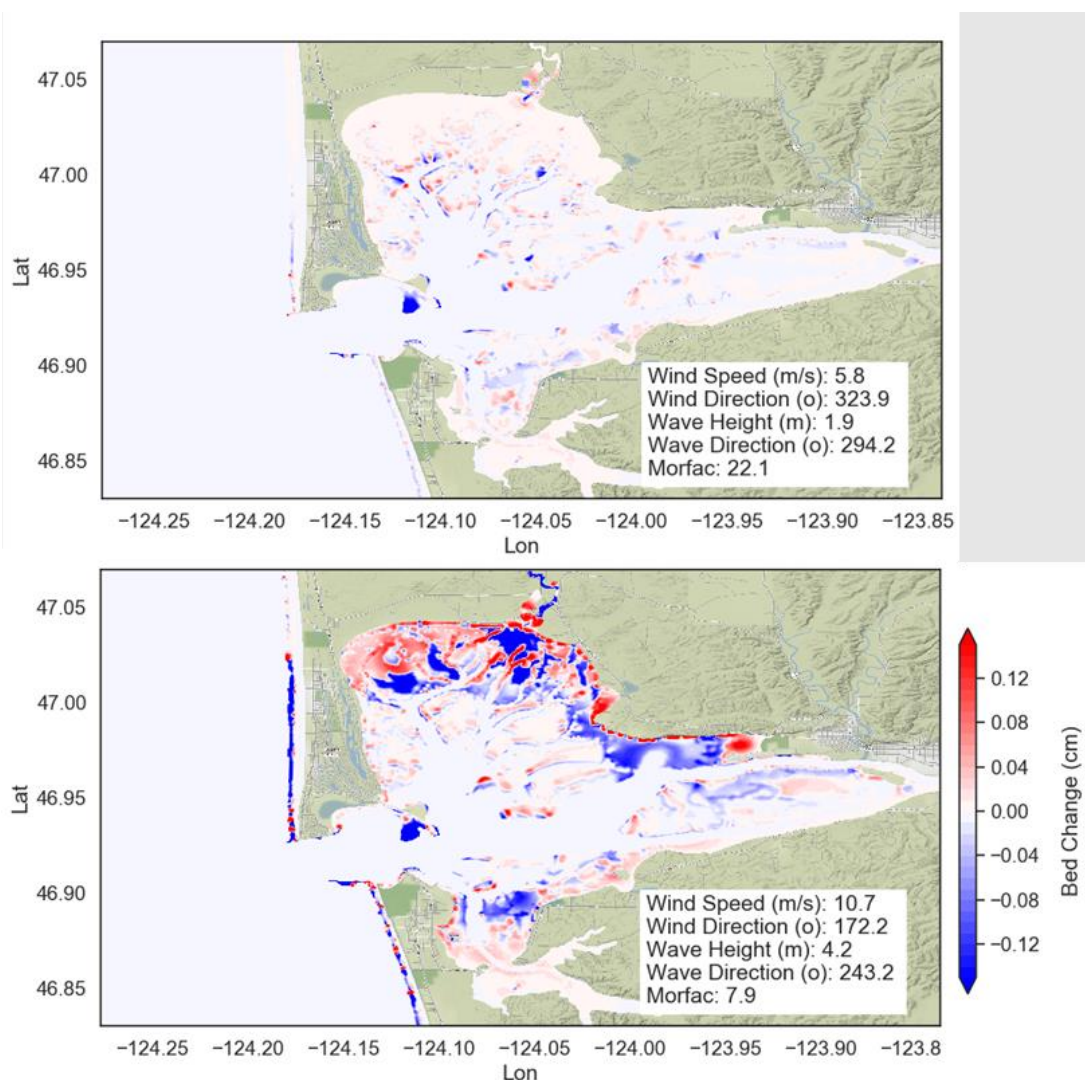 47.05
47.00
46.95
46.90
46.85
Lat
Wind Speed (m/s): 5.8
Wind Direction (o): 323.9
Wave Height (m): 1.9
Wave Direction (o): 294.2
Morfac: 22.1
−124.25 −124.20 −124.15 −124.10 −124.05 −124.00 −123.95 −123.90 −123.85
Lon
47.05
47.00
46.95
46.90
46.85
Lat
Wind Speed (m/s): 10.7
Wind Direction (o): 172.2
Wave Height (m): 4.2
Wave Direction (o): 243.2
Morfac: 7.9
−124.25 −124.20 −124.15 −124.10 −124.05 −124.00 −123.95 −123.90 −123.8
Lon
0.12
0.08
0.04
0.00
−0.04
−0.08
−0.12
Bed Change (cm)